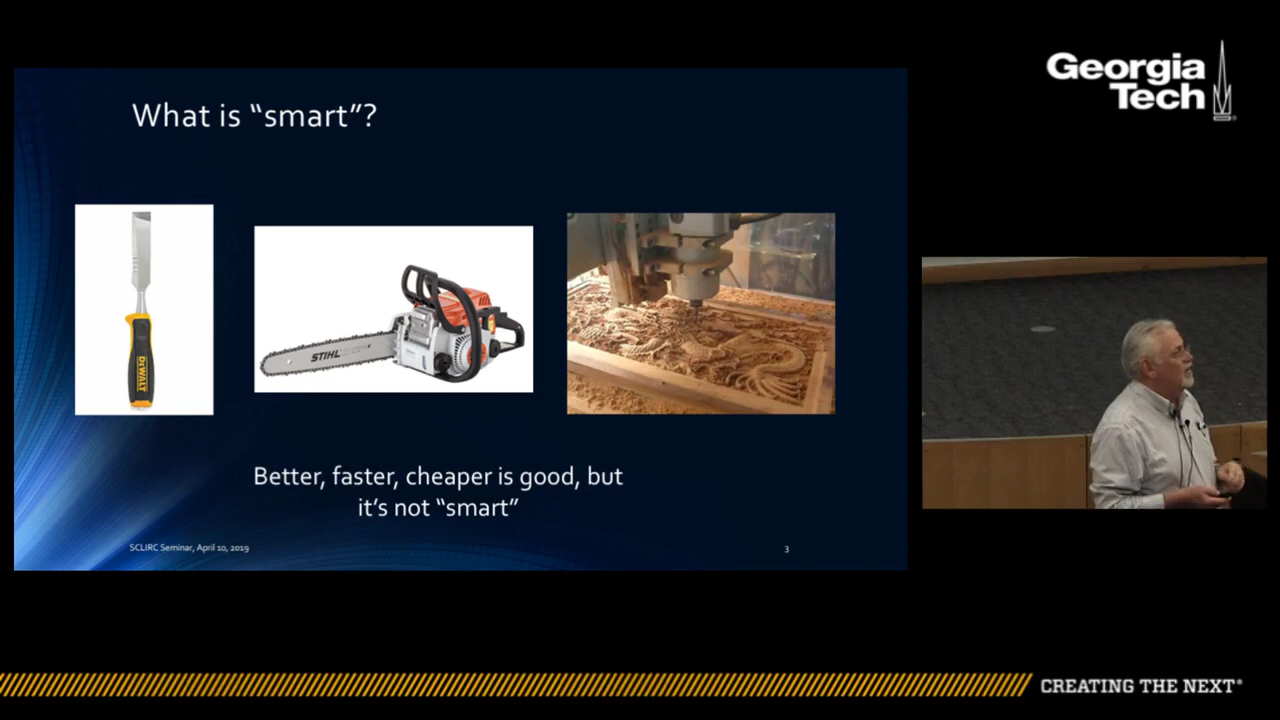 Georgia
Tech
What is “smart”?
DEWALT
STIHL
Better, faster, cheaper is good, but
it’s not “smart”
SCLIRC Seminar, April 10, 2019
3
CREATING THE NEXT®